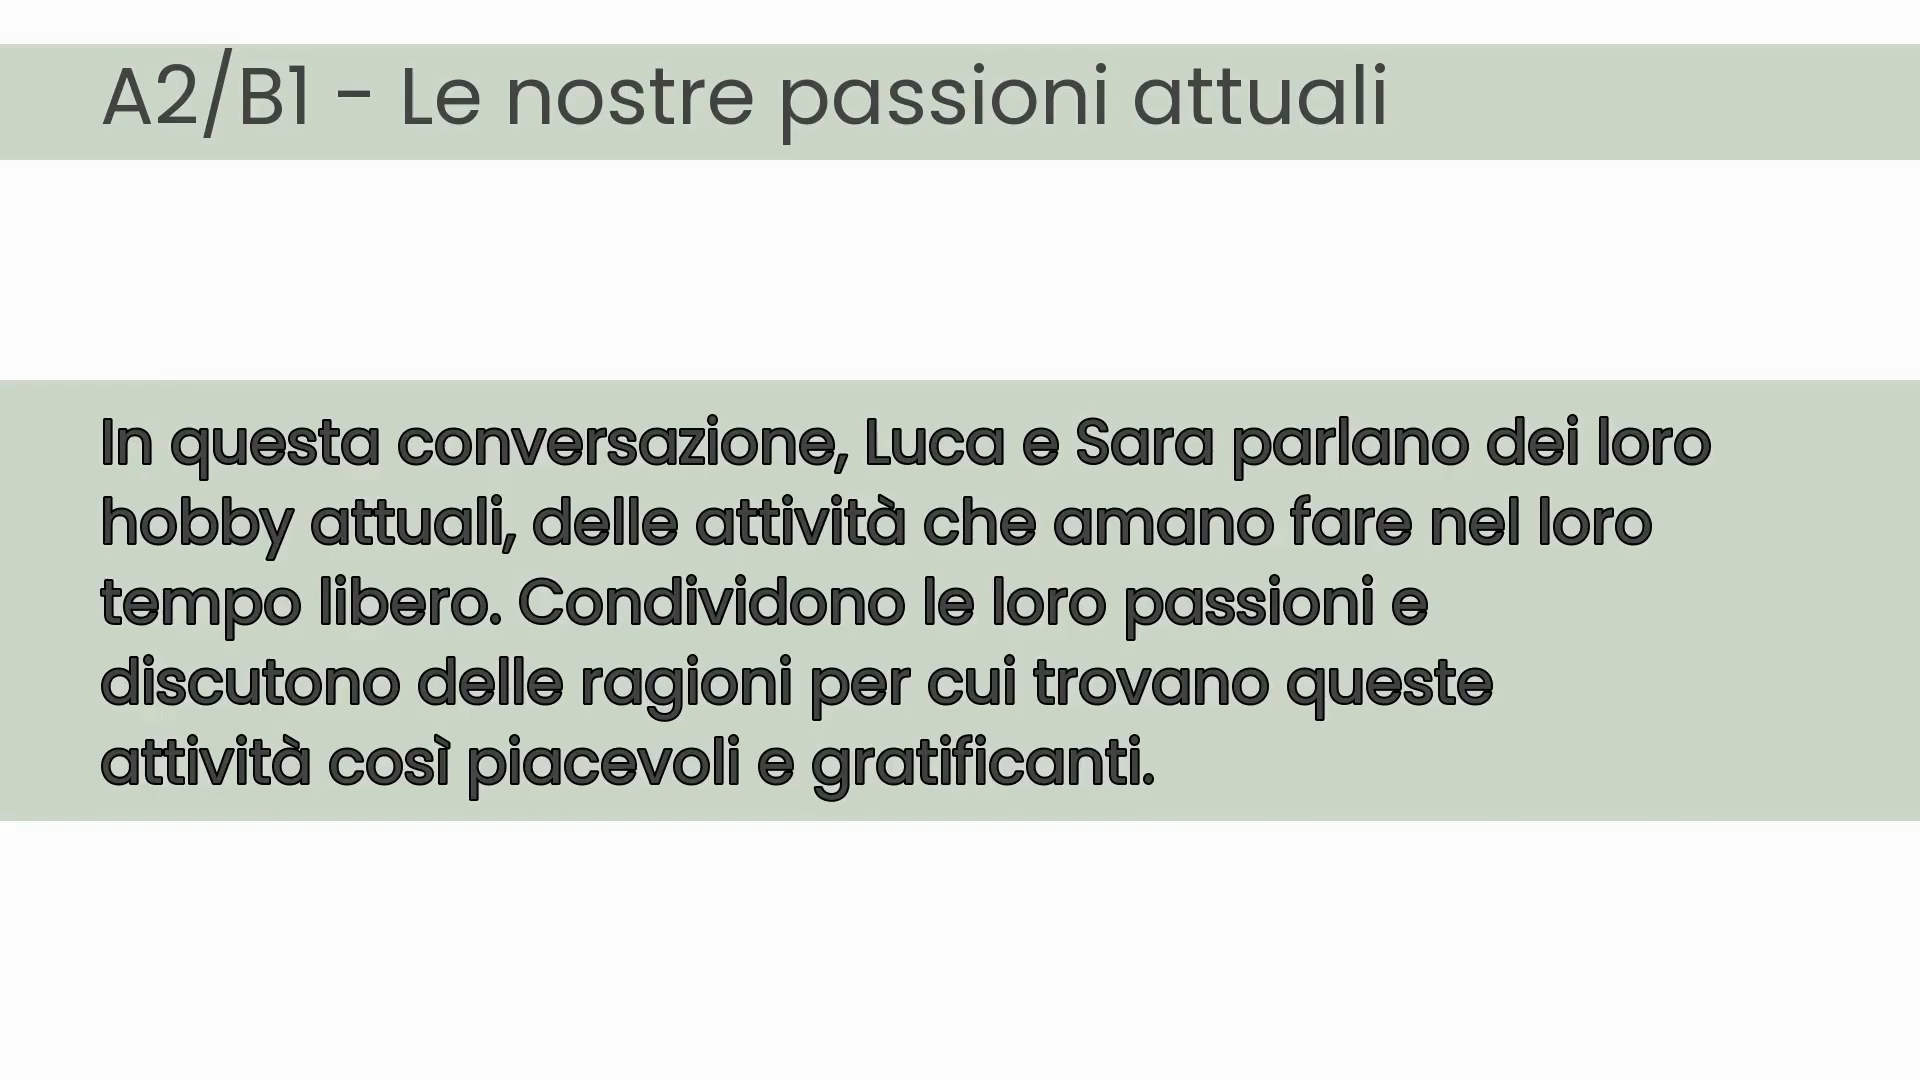 A2/B1 - Le nostre passioni attuali
In questa conversazione, Luca e Sara parlano dei loro
hobby attuali, delle attività che amano fare nel loro
tempo libero. Condividono le loro passioni e
discutono delle ragioni per cui trovano queste
attività così piacevoli e gratificanti.